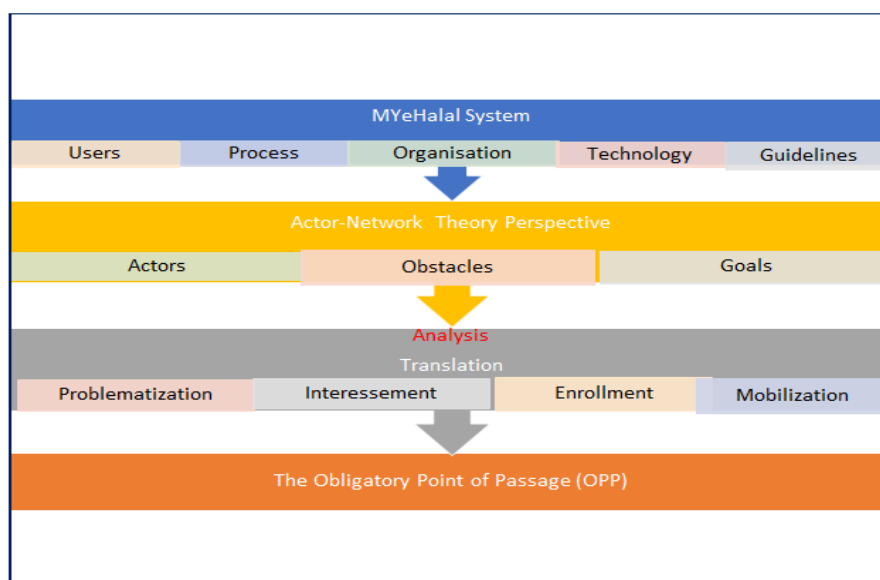 MYeHalal System
Users Process Organisation Technology Guidelines
Actor-Network Theory Perspective
Actors Obstacles Goals
Analysis
Translation
Problematization Interessement Enrollment Mobilization
The Obligatory Point of Passage (OPP)